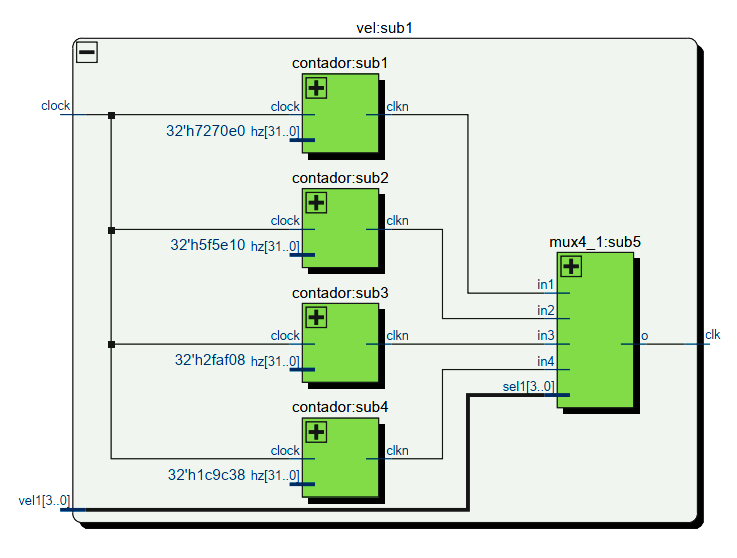 vel:sub1
contador:sub1
clock
clock
clkn
32'h7270e0 hz[31..0]
contador:sub2
clock
clkn
32'h5f5e10 hz[31..0]
mux4_1:sub5
in1
contador:sub3
in2
clock
clkn
in3
o
clk
32'h2faf08 hz[31..0]
in4
sel1[3..0]
contador:sub4
clock
clkn
32'h1c9c38 hz[31..0]
vel1[3..0]